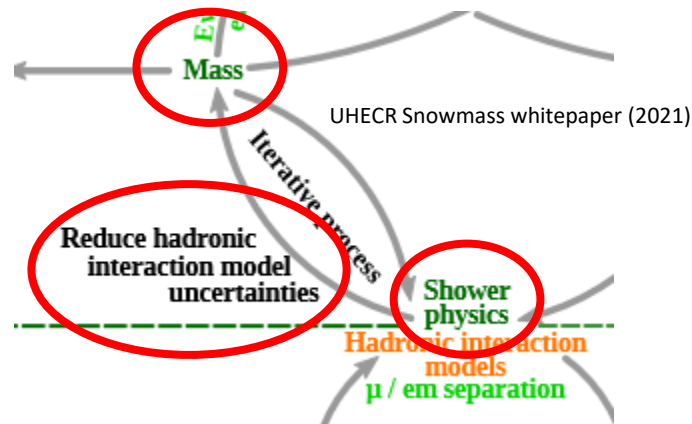 Ev
e
Mass
UHECR Snowmass whitepaper (2021)
Iterative process
Reduce hadronic
interaction model
uncertainties
Shower
physics
Hadronic interaction
models
μ / em separation